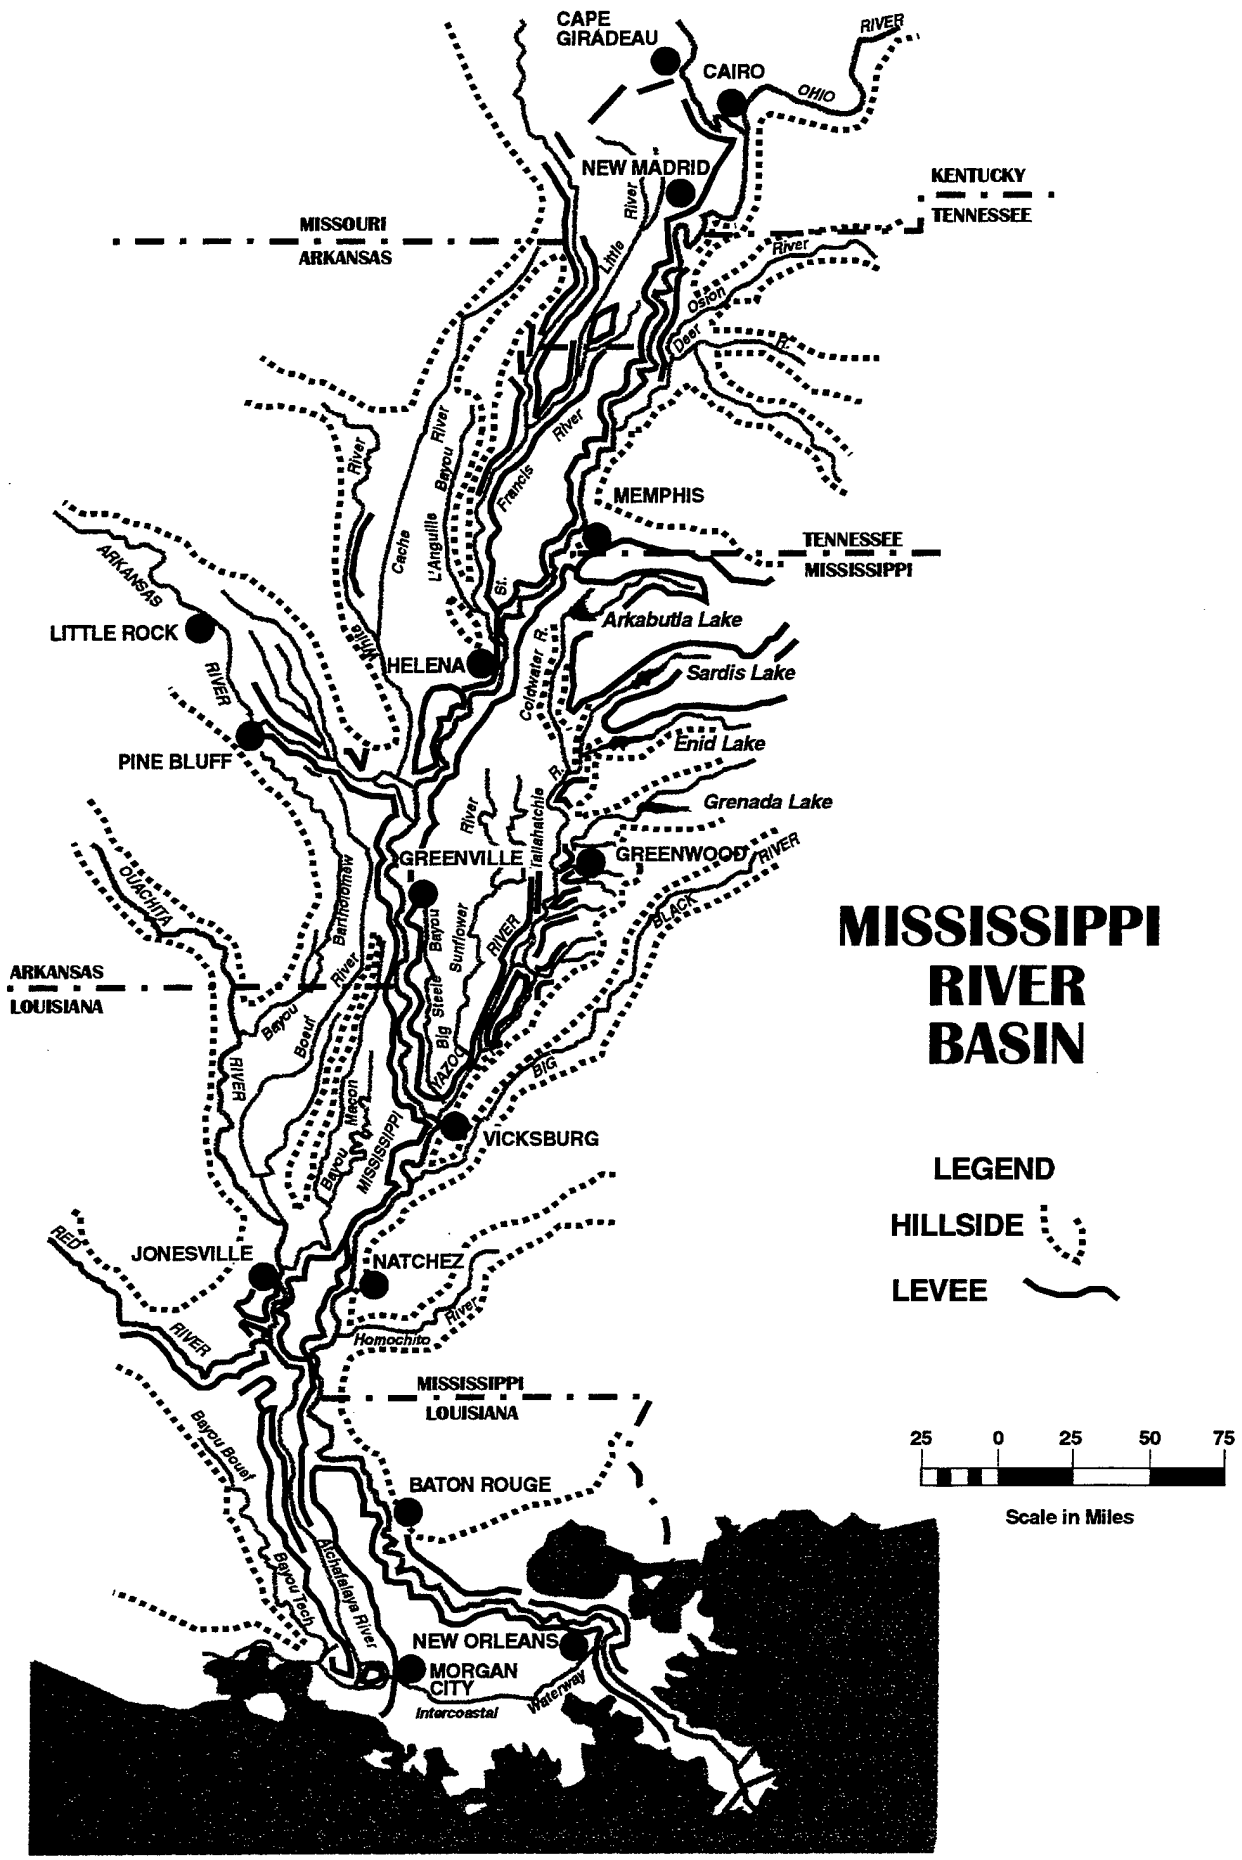 CAPE
GIRADEAU
RIVER
CAIRO
OHIO
NEW MADRID
KENTUCKY
TENNESSEE
River
MISSOURI
ARKANSAS
Little
River
Osion
Deer
R.
River
River
River
Bayou
Francis
MEMPHIS
Cache
L'Anguille
TENNESSEE
MISSISSIPPI
ARKANSAS
St.
LITTLE ROCK
Arkabutla Lake
White
HELENA
Coldwater R.
Sardis Lake
RIVER
PINE BLUFF
Enid Lake
R.
Grenada Lake
River
Tallahatchie
GREENVILLE
GREENWOOD
RIVER
OUACHITA
Bartholomew
BLACK
Bayou
Sunflower
RIVER
MISSISSIPPI
RIVER
BASIN
ARKANSAS
LOUISIANA
River
Steele
Bayou
Boeuf
Big
YAZOO
BIG
RIVER
Macon
Bayou
MISSISSIPPI
VICKSBURG
LEGEND
HILLSIDE
LEVEE
RED
JONESVILLE
NATCHEZ
River
Homochito
RIVER
MISSISSIPPI
LOUISIANA
Bayou Bouef
25 0 25 50 75
Scale in Miles
BATON ROUGE
Bayou Tech
Atchafalaya River
NEW ORLEANS
MORGAN
CITY
Waterway
Intercoastal